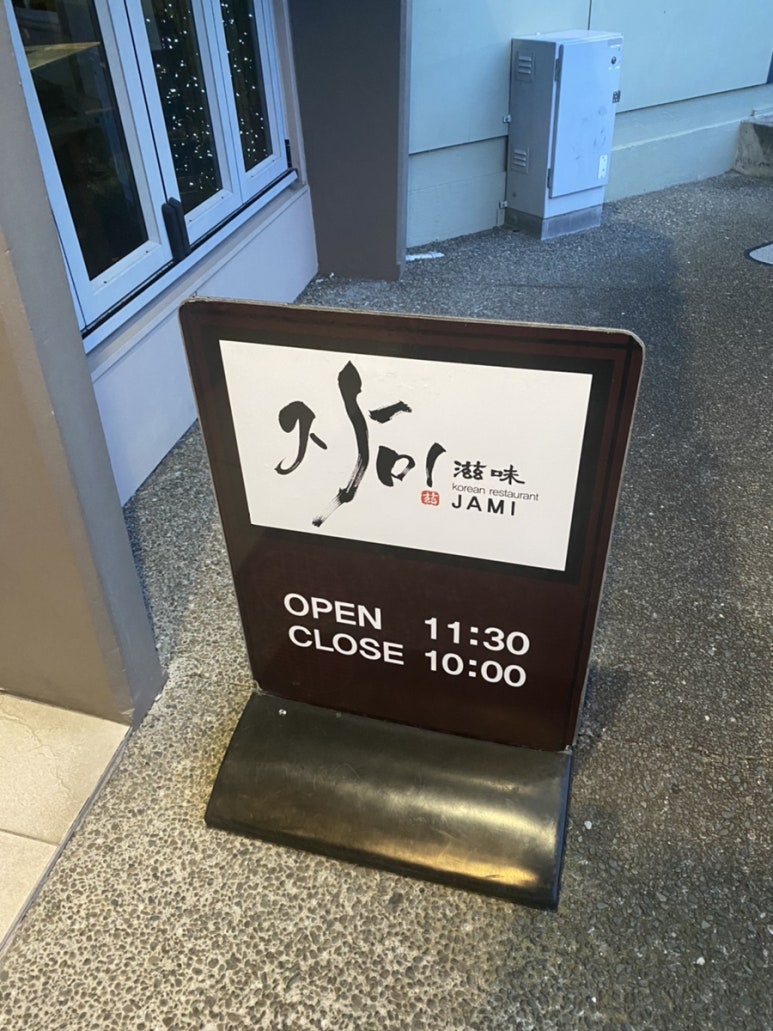 자미
滋味
korean restaurant
JAMI
OPEN 11:30
CLOSE 10:00